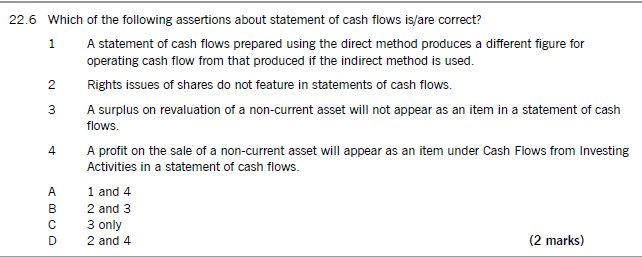 22.6 Which of the following assertions about statement of cash flows is/are correct?
1 A statement of cash flows prepared using the direct method produces a different figure for
operating cash flow from that produced if the indirect method is used.
2 Rights issues of shares do not feature in statements of cash flows.
3 A surplus on revaluation of a non-current asset will not appear as an item in a statement of cash
flows.
4 A profit on the sale of a non-current asset will appear as an item under Cash Flows from Investing
Activities in a statement of cash flows.
A 1 and 4
B 2 and 3
C 3 only
D 2 and 4 (2 marks)